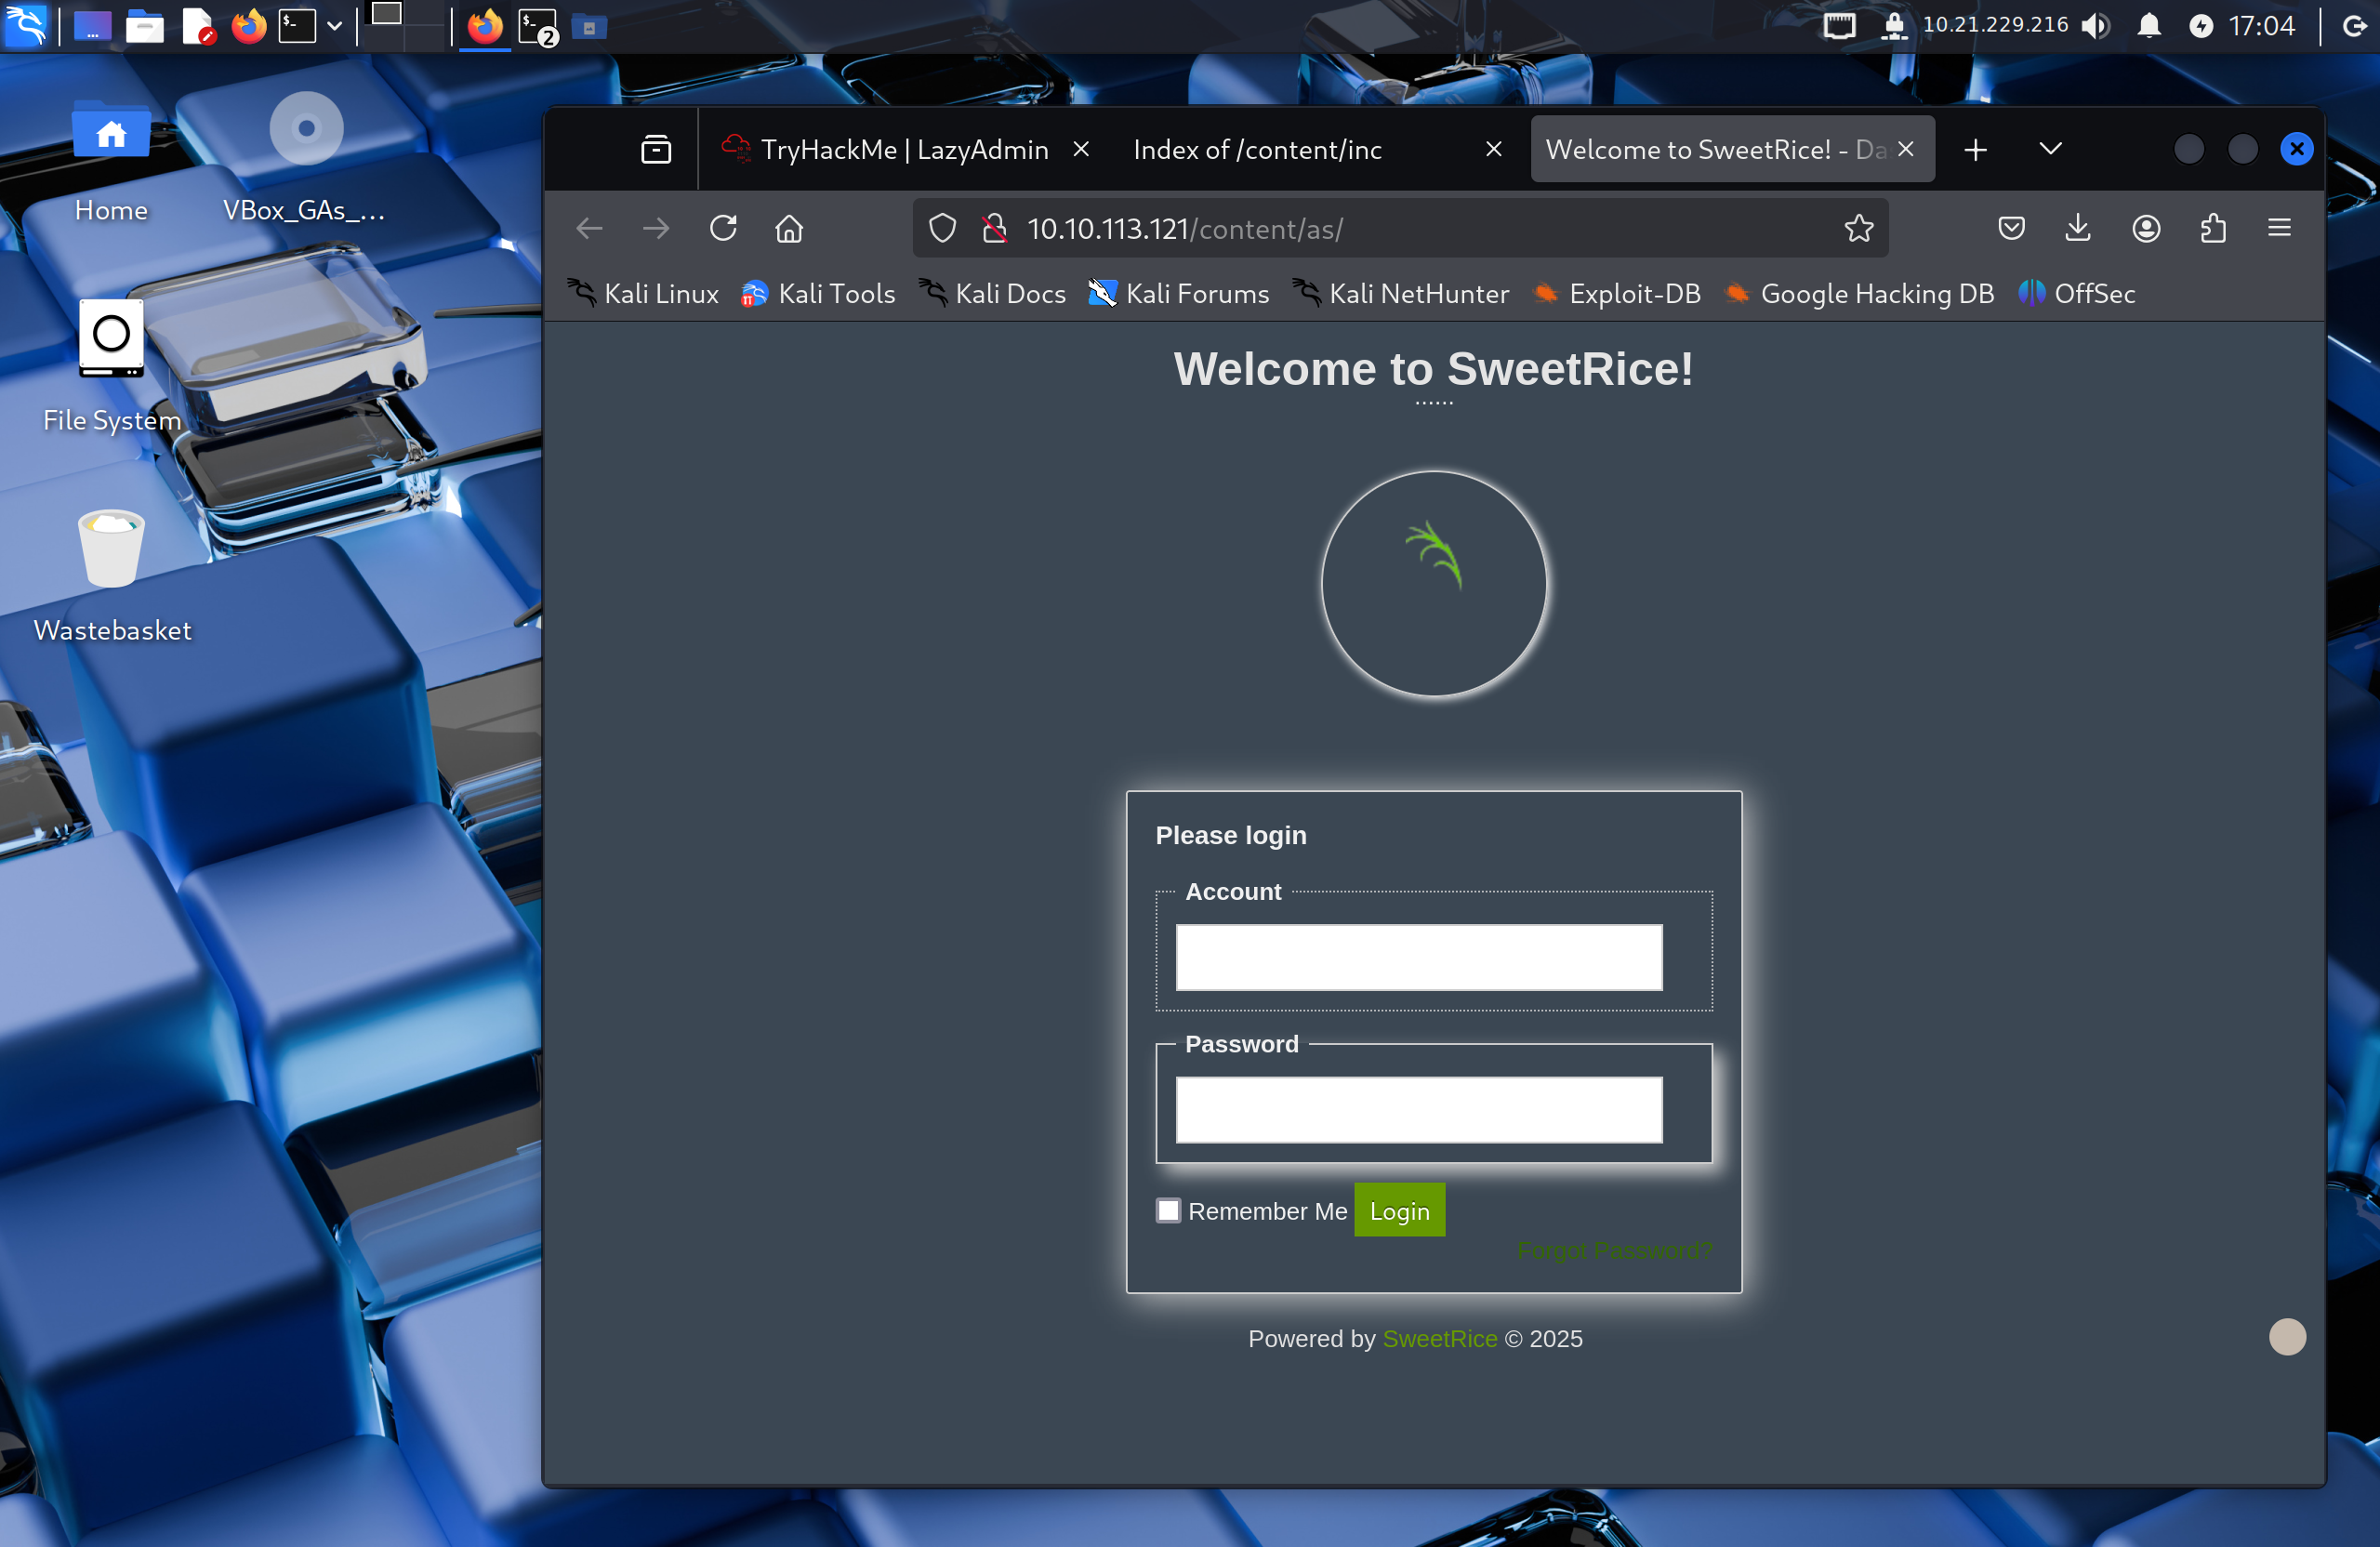 2
10.21.229.216
17:04
Home
VBox_GAs_...
File System
Wastebasket
TryHackMe | LazyAdmin
Index of /content/inc
Welcome to SweetRice! - Da
10.10.113.121/content/as/
Kali Linux
Kali Tools
Kali Docs
Kali Forums
Kali NetHunter
Exploit-DB
Google Hacking DB
OffSec
Welcome to SweetRice!
......
Please login
Account
Password
Remember Me
Login
Forgot Password?
Powered by SweetRice © 2025